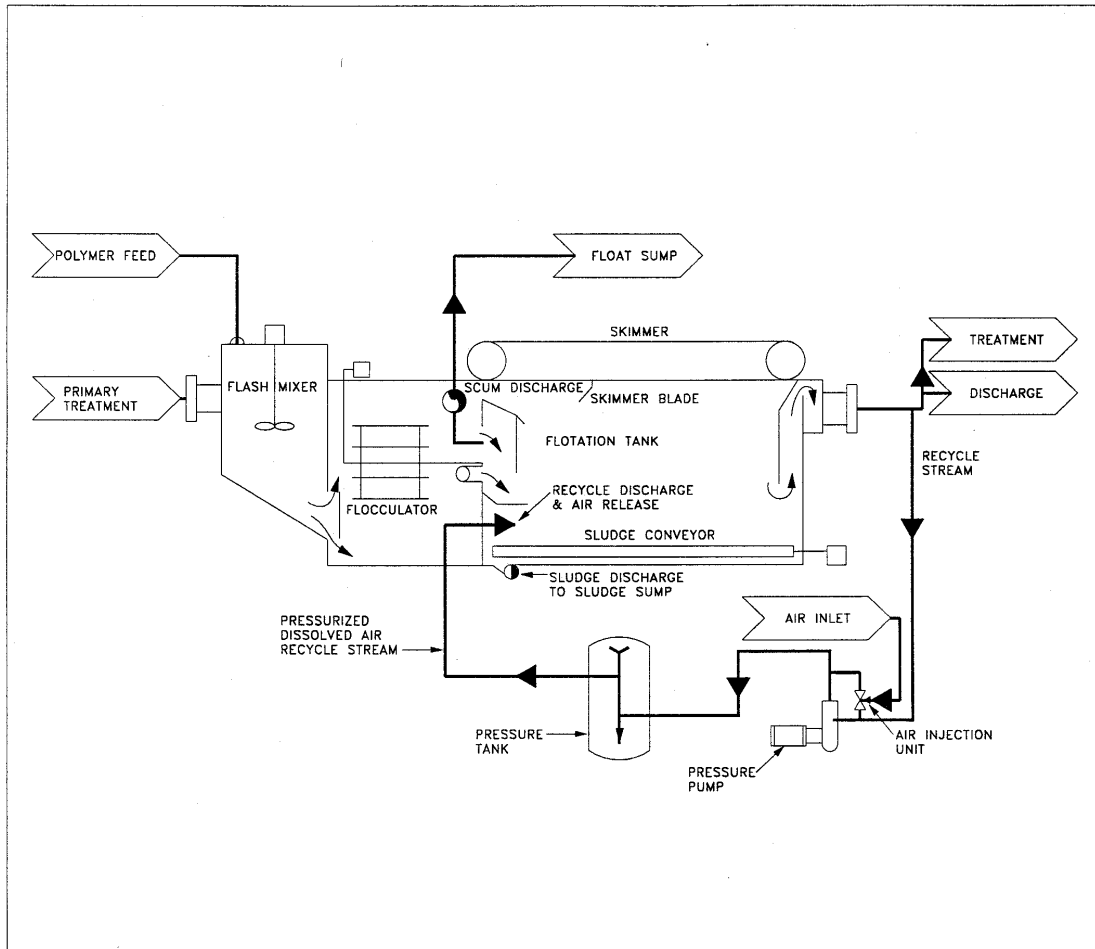 POLYMER FEED
FLOAT SUMP
SKIMMER
TREATMENT
PRIMARY
TREATMENT
FLASH MIXER
SCUM DISCHARGE
SKIMMER BLADE
DISCHARGE
FLOTATION TANK
RECYCLE
STREAM
RECYCLE DISCHARGE
& AIR RELEASE
FLOCCULATOR
SLUDGE CONVEYOR
SLUDGE DISCHARGE
TO SLUDGE SUMP
PRESSURIZED
DISSOLVED AIR
RECYCLE STREAM
AIR INLET
PRESSURE
TANK
AIR INJECTION
UNIT
PRESSURE
PUMP